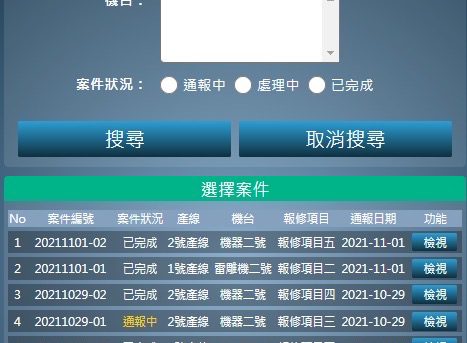 機台：
案件狀況： 通報中 處理中 已完成
搜尋 取消搜尋
選擇案件
No 案件編號 案件狀況 產線 機台 報修項目 通報日期 功能
1 20211101-02 已完成 2號產線 機器二號 報修項目五 2021-11-01 檢視
2 20211101-01 已完成 1號產線 雷雕機二號 報修項目二 2021-11-01 檢視
3 20211029-02 已完成 2號產線 機器二號 報修項目四 2021-10-29 檢視
4 20211029-01 通報中 2號產線 機器二號 報修項目三 2021-10-29 檢視